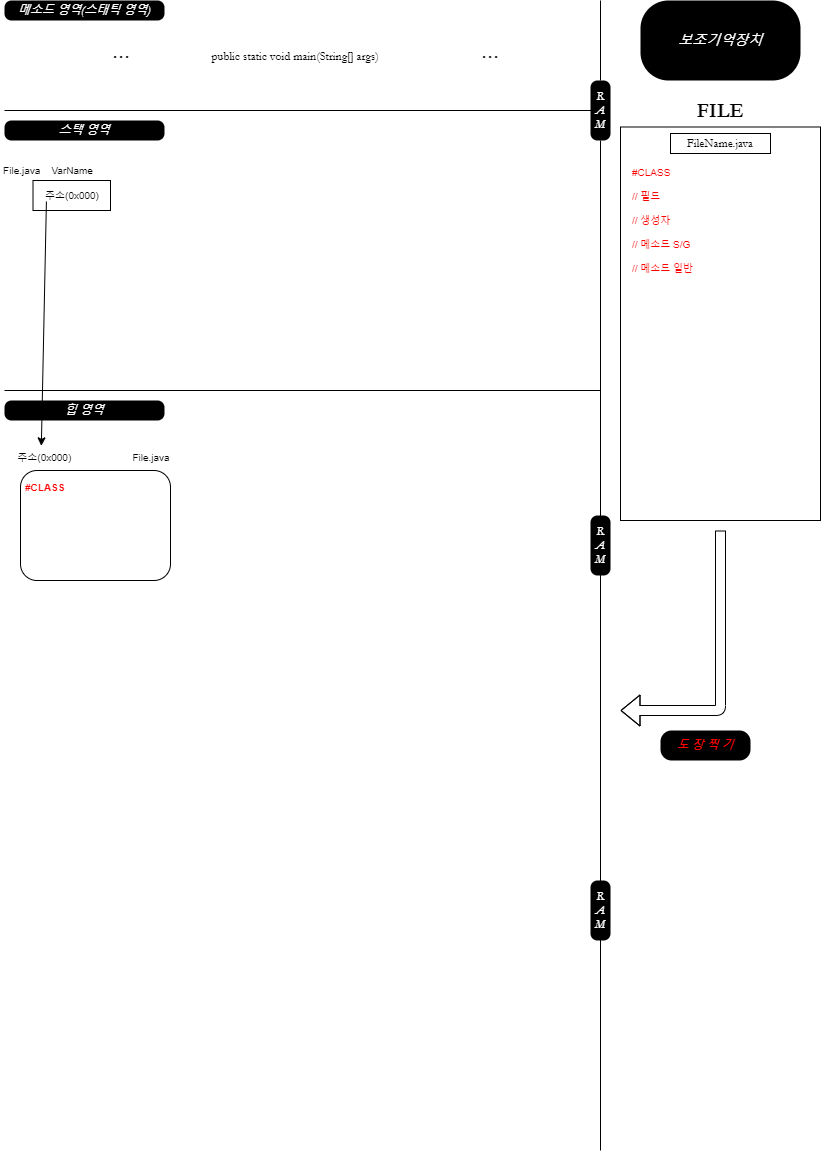 메소드 영역(스태틱 영역)
... public static void main(String[] args) ...
스택 영역
File.java VarName
주소(0x000)
힙 영역
주소(0x000) File.java
#CLASS
R
A
M
R
A
M
R
A
M
보조기억장치
FILE
FileName.java
#CLASS
// 필드
// 생성자
// 메소드 S/G
// 메소드 일반
도 장 찍 기